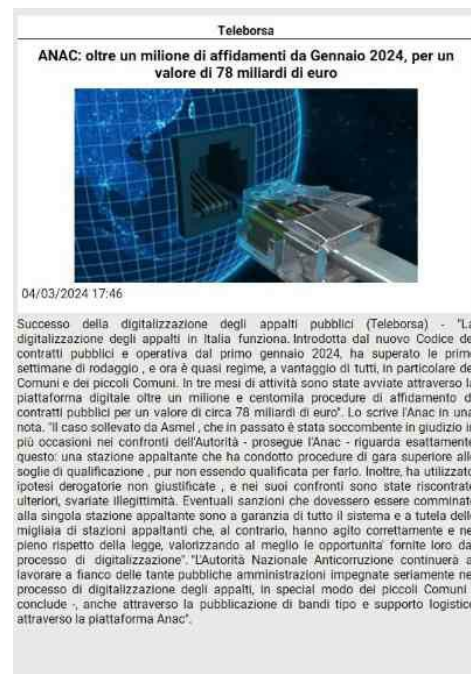 Teleborsa
ANAC: oltre un milione di affidamenti da Gennaio 2024, per un
valore di 78 miliardi di euro
04/03/2024 17:46
Successo della digitalizzazione degli appalti pubblici (Teleborsa) - "La
digitalizzazione degli appalti in Italia funziona. Introdotta dal nuovo Codice de
contratti pubblici e operativa dal primo gennaio 2024, ha superato le prime
settimane di rodaggio , e ora è quasi regime, a vantaggio di tutti, in particolare de
Comuni e dei piccoli Comuni. In tre mesi di attività sono state avviate attraverso la
piattaforma digitale oltre un milione e centomila procedure di affidamento d
contratti pubblici per un valore di circa 78 miliardi di euro". Lo scrive l'Anac in una
nota. "Il caso sollevato da Asmel , che in passato è stata soccombente in giudizio in
più occasioni nei confronti dell'Autorità - prosegue l'Anac - riguarda esattamente
questo: una stazione appaltante che ha condotto procedure di gara superiore alle
soglie di qualificazione , pur non essendo qualificata per farlo. Inoltre, ha utilizzato
ipotesi derogatorie non giustificate , e nei suoi confronti sono state riscontrate
ulteriori, svariate illegittimità. Eventuali sanzioni che dovessero essere comminate
alla singola stazione appaltante sono a garanzia di tutto il sistema e a tutela delle
migliaia di stazioni appaltanti che, al contrario, hanno agito correttamente e ne
pieno rispetto della legge, valorizzando al meglio le opportunita' fornite loro da
processo di digitalizzazione". "L'Autorità Nazionale Anticorruzione continuerà a
lavorare a fianco delle tante pubbliche amministrazioni impegnate seriamente ne
processo di digitalizzazione degli appalti, in special modo dei piccoli Comuni -
conclude -, anche attraverso la pubblicazione di bandi tipo e supporto logistico
attraverso la piattaforma Anac".